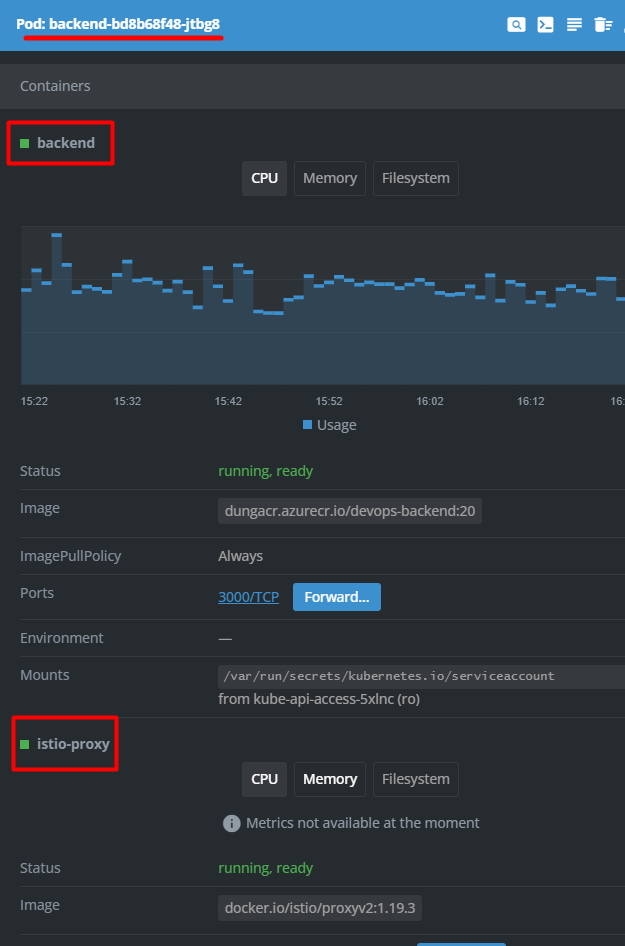 Pod: backend-bd8b68f48-jtbg8
Containers
backend
CPU Memory Filesystem
15:22 15:32 15:42 15:52 16:02 16:12 16:
Usage
Status running, ready
Image dungacr.azurecr.io/devops-backend:20
ImagePullPolicy Always
Ports 3000/TCP Forward...
Environment —
Mounts /var/run/secrets/kubernetes.io/serviceaccount
from kube-api-access-5xlnc (ro)
istio-proxy
CPU Memory Filesystem
Metrics not available at the moment
Status running, ready
Image docker.io/istio/proxyv2:1.19.3